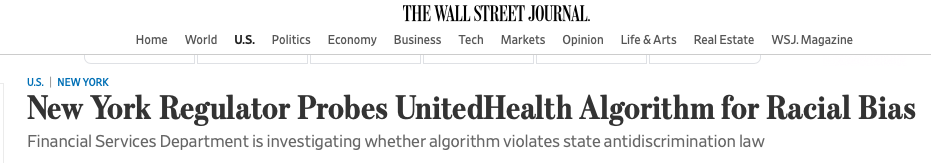 THE WALL STREET JOURNAL.
Home World U.S. Politics Economy Business Tech Markets Opinion Life & Arts Real Estate WSJ. Magazine
U.S. | NEW YORK
New York Regulator Probes UnitedHealth Algorithm for Racial Bias
Financial Services Department is investigating whether algorithm violates state antidiscrimination law